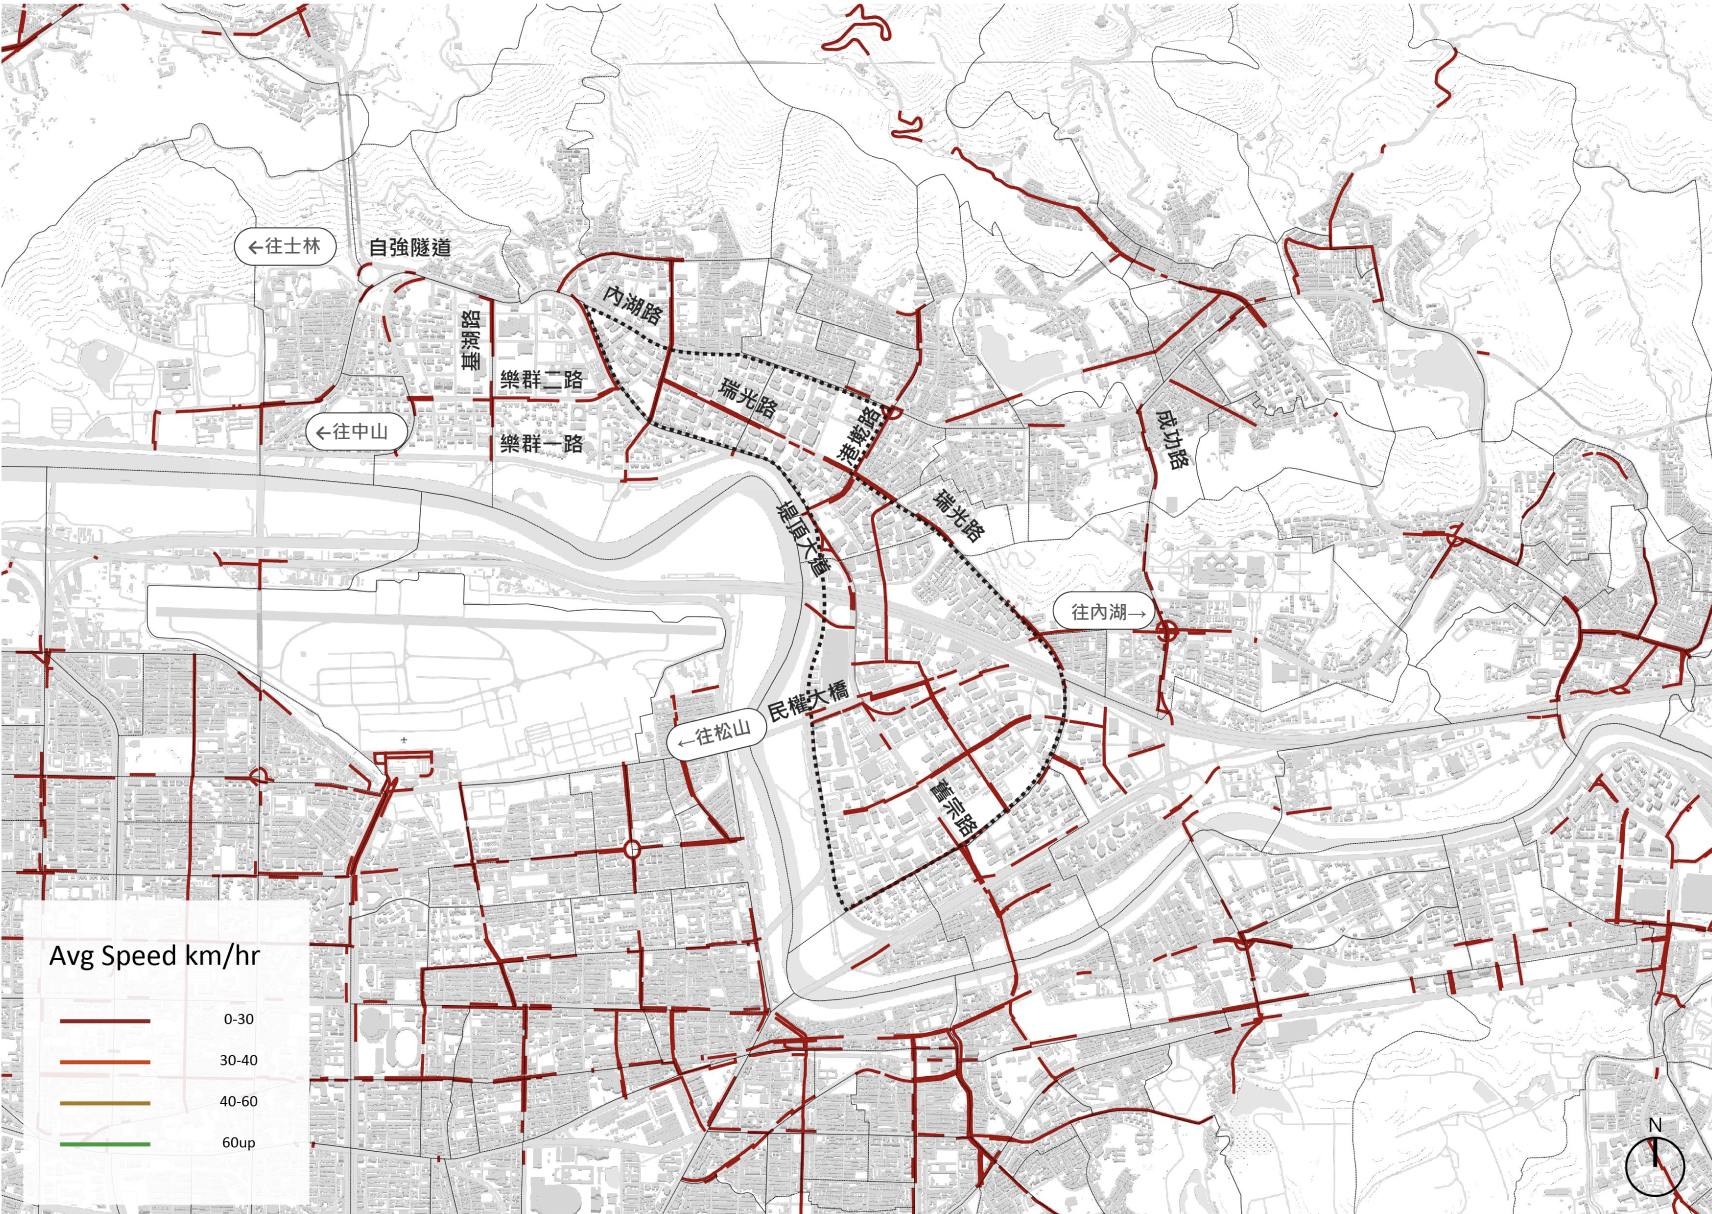 ←往士林
自強隧道
內湖路
基湖路
樂群二路
瑞光路
←往中山
港墘路
成功路
樂群一路
瑞光路
堤頂大道
往內湖→
民權大橋
←往松山
舊宗路
Avg Speed km/hr
0-30
30-40
40-60
60up
N